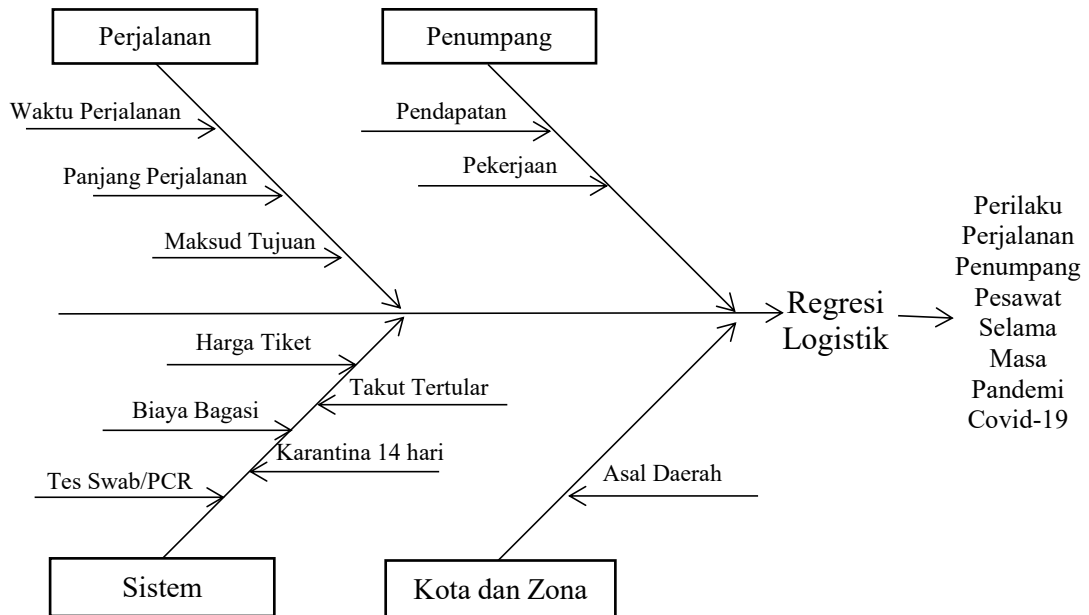 Perjalanan
Penumpang
Waktu Perjalanan
Pendapatan
Pekerjaan
Panjang Perjalanan
Maksud Tujuan
Perilaku
Perjalanan
Penumpang
Pesawat
Selama
Masa
Pandemi
Covid-19
Regresi
Logistik
Harga Tiket
Takut Tertular
Biaya Bagasi
Karantina 14 hari
Tes Swab/PCR
Asal Daerah
Sistem
Kota dan Zona